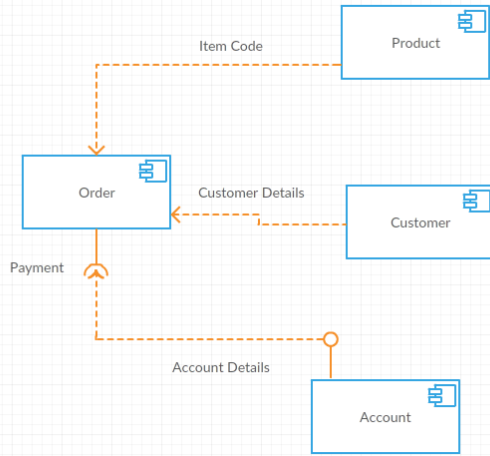 Item Code
Product
Order
Customer Details
Customer
Payment
Account Details
Account